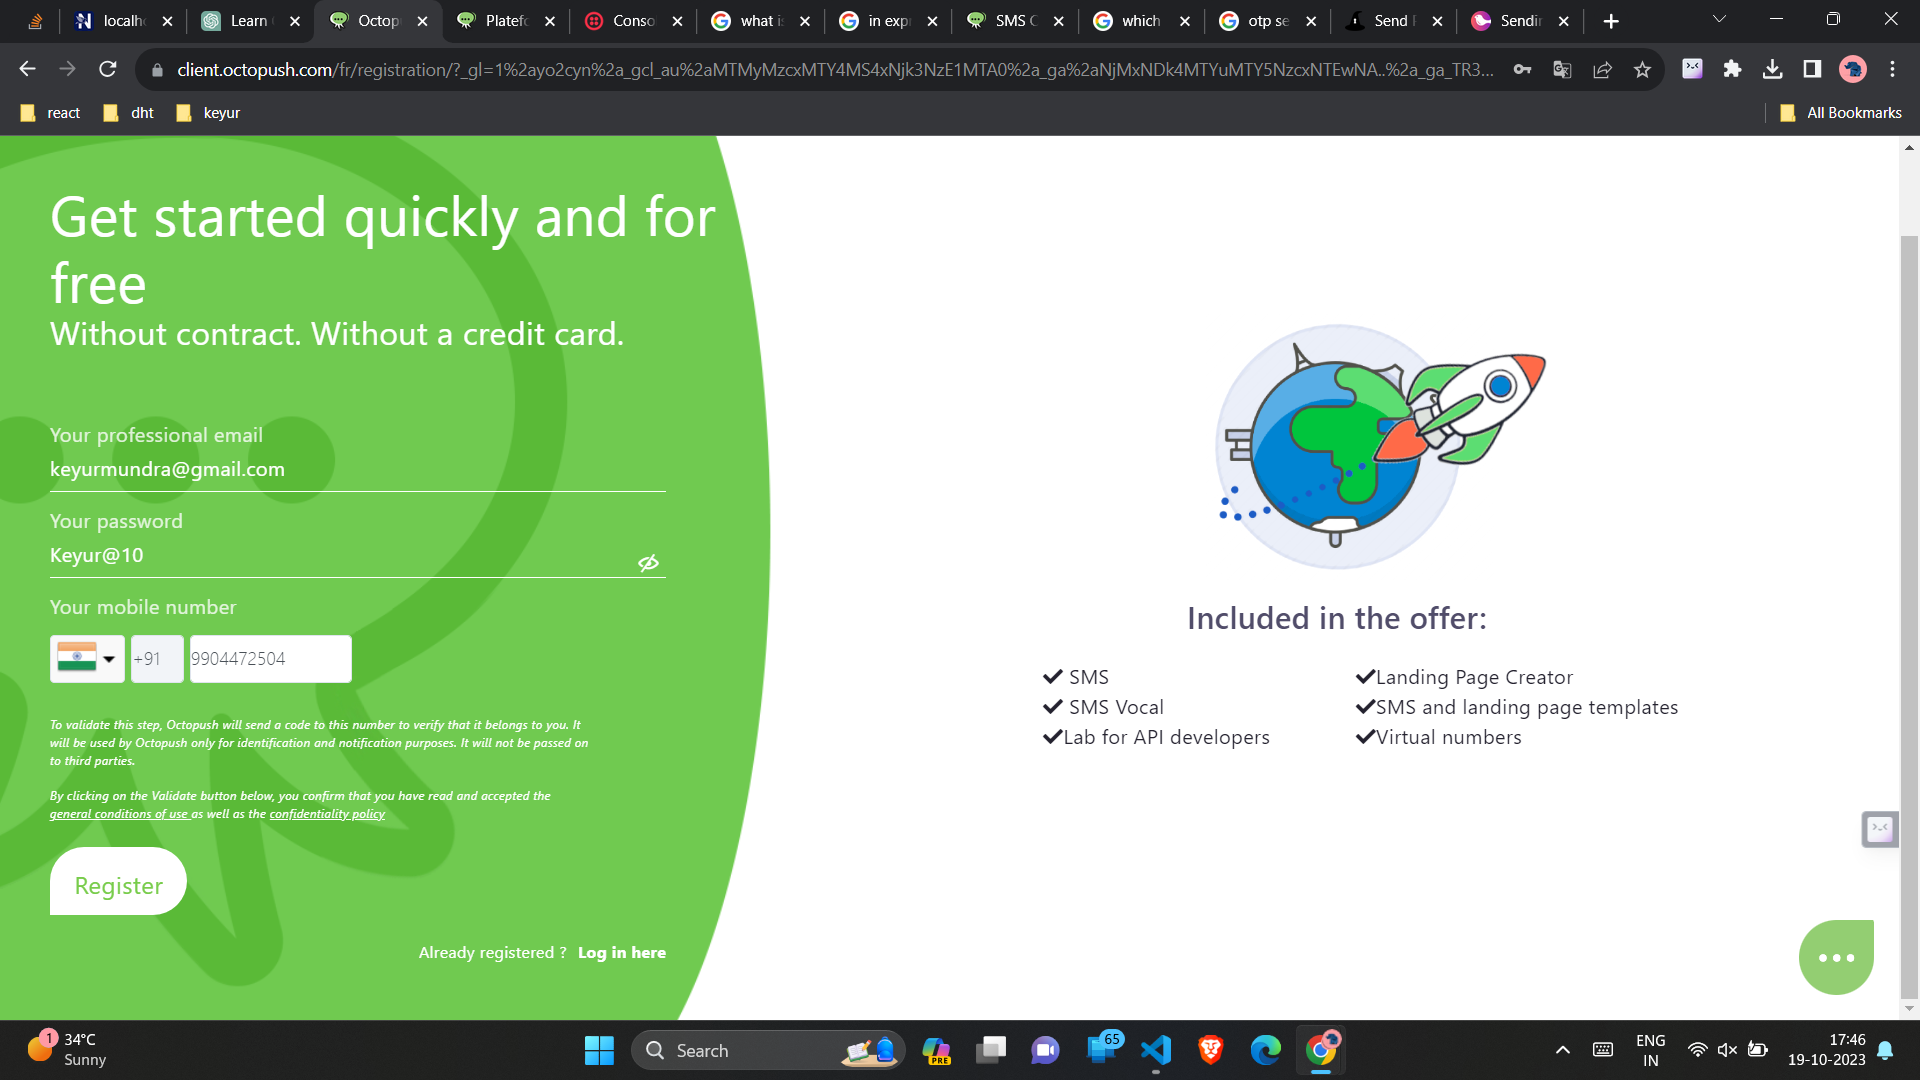 localh
Learn
Octop
Platefo
Conso
what i
in exp
SMS C
which
otp se
Send
Sendin
client.octopush.com/fr/registration/?_gl=1%2ayo2cyn%2a_gcl_au%2aMTMyMzcxMTY4MS4xNjk3NzE1MTA0%2a_ga%2aNjMxNDk4MTYuMTY5NzcxNTEwNA..%2a_ga_TR3...
react
dht
keyur
All Bookmarks
Get started quickly and for
free
Without contract. Without a credit card.
Your professional email
keyurmundra@gmail.com
Your password
Keyur@10
Your mobile number
+91 9904472504
To validate this step, Octopush will send a code to this number to verify that it belongs to you. It
will be used by Octopush only for identification and notification purposes. It will not be passed on
to third parties.
By clicking on the Validate button below, you confirm that you have read and accepted the
general conditions of use as well as the confidentiality policy
Register
Already registered ? Log in here
Included in the offer:
SMS
SMS Vocal
Lab for API developers
Landing Page Creator
SMS and landing page templates
Virtual numbers
1
34°C
Sunny
Search
PRE
65
ENG
IN
17:46
19-10-2023